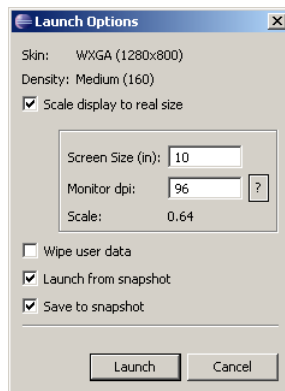 Launch Options
Skin: WXGA (1280x800)
Density: Medium (160)
Scale display to real size
Screen Size (in): 10
Monitor dpi: 96 ?
Scale: 0.64
Wipe user data
Launch from snapshot
Save to snapshot
Launch Cancel